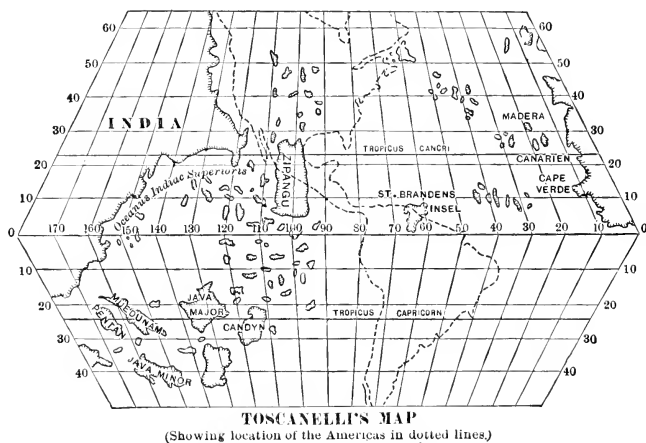 50
50
40
40
INDIA
MADERA
30
30
TROPICUS CANCRI
ZIPANGU
CANARIEN
20
20
CAPE
VERDE
Oceanus Indiae Superioris
ST. BRANDENS
INSEL
10
10
0
170
160
150
140
130
120
110
100
90
80
70
60
50
40
30
20
10
0
10
10
JAVA
MAJOR
20
20
TROPICUS CAPRICORN
PENTAN
CANDYN
30
30
JAVA MINOR
40
40
TOSCANELLI'S MAP
(Showing location of the Americas in dotted lines.)